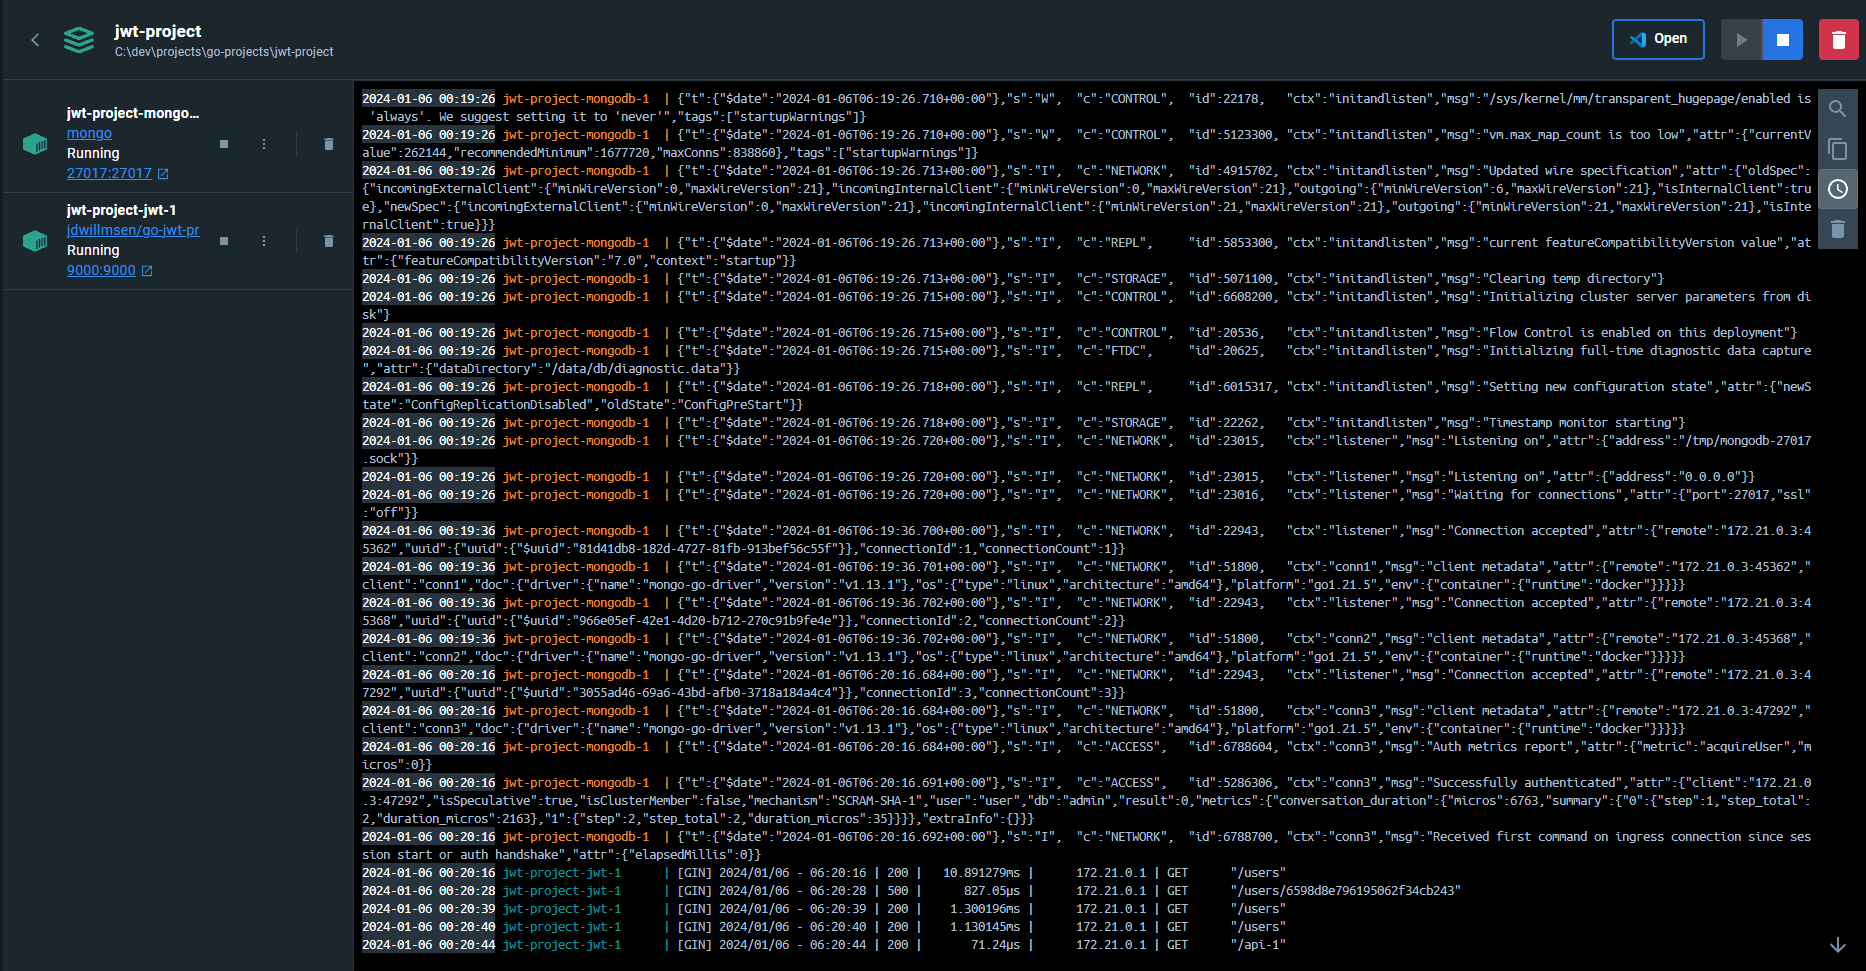 jwt-project
C:\dev\projects\go-projects\jwt-project
Open
jwt-project-mongo...
mongo
Running
27017:27017
jwt-project-jwt-1
jdwillmsen/go-jwt-pr
Running
9000:9000
2024-01-06 00:19:26 jwt-project-mongodb-1 | {"t":{"$date":"2024-01-06T06:19:26.710+00:00"},"s":"W", "c":"CONTROL", "id":22178, "ctx":"initandlisten","msg":"/sys/kernel/mm/transparent_hugepage/enabled is
'always'. We suggest setting it to 'never'","tags":["startupWarnings"]}
2024-01-06 00:19:26 jwt-project-mongodb-1 | {"t":{"$date":"2024-01-06T06:19:26.710+00:00"},"s":"W", "c":"CONTROL", "id":5123300, "ctx":"initandlisten","msg":"vm.max_map_count is too low","attr":{"currentV
alue":262144,"recommendedMinimum":1677720,"maxConns":838860},"tags":["startupWarnings"]}
2024-01-06 00:19:26 jwt-project-mongodb-1 | {"t":{"$date":"2024-01-06T06:19:26.713+00:00"},"s":"I", "c":"NETWORK", "id":4915702, "ctx":"initandlisten","msg":"Updated wire specification","attr":{"oldSpec":
{"incomingExternalClient":{"minWireVersion":0,"maxWireVersion":21},"incomingInternalClient":{"minWireVersion":0,"maxWireVersion":21},"outgoing":{"minWireVersion":6,"maxWireVersion":21},"isInternalClient":tru
e},"newSpec":{"incomingExternalClient":{"minWireVersion":0,"maxWireVersion":21},"incomingInternalClient":{"minWireVersion":21,"maxWireVersion":21},"outgoing":{"minWireVersion":21,"maxWireVersion":21},"isInte
rnalClient":true}}}
2024-01-06 00:19:26 jwt-project-mongodb-1 | {"t":{"$date":"2024-01-06T06:19:26.713+00:00"},"s":"I", "c":"REPL", "id":5853300, "ctx":"initandlisten","msg":"current featureCompatibilityVersion value","at
tr":{"featureCompatibilityVersion":"7.0","context":"startup"}}
2024-01-06 00:19:26 jwt-project-mongodb-1 | {"t":{"$date":"2024-01-06T06:19:26.713+00:00"},"s":"I", "c":"STORAGE", "id":5071100, "ctx":"initandlisten","msg":"Clearing temp directory"}
2024-01-06 00:19:26 jwt-project-mongodb-1 | {"t":{"$date":"2024-01-06T06:19:26.715+00:00"},"s":"I", "c":"CONTROL", "id":6608200, "ctx":"initandlisten","msg":"Initializing cluster server parameters from di
sk"}
2024-01-06 00:19:26 jwt-project-mongodb-1 | {"t":{"$date":"2024-01-06T06:19:26.715+00:00"},"s":"I", "c":"CONTROL", "id":20536, "ctx":"initandlisten","msg":"Flow Control is enabled on this deployment"}
2024-01-06 00:19:26 jwt-project-mongodb-1 | {"t":{"$date":"2024-01-06T06:19:26.715+00:00"},"s":"I", "c":"FTDC", "id":20625, "ctx":"initandlisten","msg":"Initializing full-time diagnostic data capture
","attr":{"dataDirectory":"/data/db/diagnostic.data"}}
2024-01-06 00:19:26 jwt-project-mongodb-1 | {"t":{"$date":"2024-01-06T06:19:26.718+00:00"},"s":"I", "c":"REPL", "id":6015317, "ctx":"initandlisten","msg":"Setting new configuration state","attr":{"newS
tate":"ConfigReplicationDisabled","oldState":"ConfigPreStart"}}
2024-01-06 00:19:26 jwt-project-mongodb-1 | {"t":{"$date":"2024-01-06T06:19:26.718+00:00"},"s":"I", "c":"STORAGE", "id":22262, "ctx":"initandlisten","msg":"Timestamp monitor starting"}
2024-01-06 00:19:26 jwt-project-mongodb-1 | {"t":{"$date":"2024-01-06T06:19:26.720+00:00"},"s":"I", "c":"NETWORK", "id":23015, "ctx":"listener","msg":"Listening on","attr":{"address":"/tmp/mongodb-27017
.sock"}}
2024-01-06 00:19:26 jwt-project-mongodb-1 | {"t":{"$date":"2024-01-06T06:19:26.720+00:00"},"s":"I", "c":"NETWORK", "id":23015, "ctx":"listener","msg":"Listening on","attr":{"address":"0.0.0.0"}}
2024-01-06 00:19:26 jwt-project-mongodb-1 | {"t":{"$date":"2024-01-06T06:19:26.720+00:00"},"s":"I", "c":"NETWORK", "id":23016, "ctx":"listener","msg":"Waiting for connections","attr":{"port":27017,"ssl"
:"off"}}
2024-01-06 00:19:36 jwt-project-mongodb-1 | {"t":{"$date":"2024-01-06T06:19:36.700+00:00"},"s":"I", "c":"NETWORK", "id":22943, "ctx":"listener","msg":"Connection accepted","attr":{"remote":"172.21.0.3:4
5362","uuid":{"uuid":{"$uuid":"81d41db8-182d-4727-81fb-913bef56c55f"}},"connectionId":1,"connectionCount":1}}
2024-01-06 00:19:36 jwt-project-mongodb-1 | {"t":{"$date":"2024-01-06T06:19:36.701+00:00"},"s":"I", "c":"NETWORK", "id":51800, "ctx":"conn1","msg":"client metadata","attr":{"remote":"172.21.0.3:45362","
client":"conn1","doc":{"driver":{"name":"mongo-go-driver","version":"v1.13.1"},"os":{"type":"linux","architecture":"amd64"},"platform":"go1.21.5","env":{"container":{"runtime":"docker"}}}}}
2024-01-06 00:19:36 jwt-project-mongodb-1 | {"t":{"$date":"2024-01-06T06:19:36.702+00:00"},"s":"I", "c":"NETWORK", "id":22943, "ctx":"listener","msg":"Connection accepted","attr":{"remote":"172.21.0.3:4
5368","uuid":{"uuid":{"$uuid":"966e05ef-42e1-4d20-b712-270c91b9fe4e"}},"connectionId":2,"connectionCount":2}}
2024-01-06 00:19:36 jwt-project-mongodb-1 | {"t":{"$date":"2024-01-06T06:19:36.702+00:00"},"s":"I", "c":"NETWORK", "id":51800, "ctx":"conn2","msg":"client metadata","attr":{"remote":"172.21.0.3:45368","
client":"conn2","doc":{"driver":{"name":"mongo-go-driver","version":"v1.13.1"},"os":{"type":"linux","architecture":"amd64"},"platform":"go1.21.5","env":{"container":{"runtime":"docker"}}}}}
2024-01-06 00:20:16 jwt-project-mongodb-1 | {"t":{"$date":"2024-01-06T06:20:16.684+00:00"},"s":"I", "c":"NETWORK", "id":22943, "ctx":"listener","msg":"Connection accepted","attr":{"remote":"172.21.0.3:4
7292","uuid":{"uuid":{"$uuid":"3055ad46-69a6-43bd-afb0-3718a184a4c4"}},"connectionId":3,"connectionCount":3}}
2024-01-06 00:20:16 jwt-project-mongodb-1 | {"t":{"$date":"2024-01-06T06:20:16.684+00:00"},"s":"I", "c":"NETWORK", "id":51800, "ctx":"conn3","msg":"client metadata","attr":{"remote":"172.21.0.3:47292","
client":"conn3","doc":{"driver":{"name":"mongo-go-driver","version":"v1.13.1"},"os":{"type":"linux","architecture":"amd64"},"platform":"go1.21.5","env":{"container":{"runtime":"docker"}}}}}
2024-01-06 00:20:16 jwt-project-mongodb-1 | {"t":{"$date":"2024-01-06T06:20:16.684+00:00"},"s":"I", "c":"ACCESS", "id":6788604, "ctx":"conn3","msg":"Auth metrics report","attr":{"metric":"acquireUser","m
icros":0}}
2024-01-06 00:20:16 jwt-project-mongodb-1 | {"t":{"$date":"2024-01-06T06:20:16.691+00:00"},"s":"I", "c":"ACCESS", "id":5286306, "ctx":"conn3","msg":"Successfully authenticated","attr":{"client":"172.21.0
.3:47292","isSpeculative":true,"isClusterMember":false,"mechanism":"SCRAM-SHA-1","user":"user","db":"admin","result":0,"metrics":{"conversation_duration":{"micros":6763,"summary":{"0":{"step":1,"step_total":
2,"duration_micros":2163},"1":{"step":2,"step_total":2,"duration_micros":35}}}},"extraInfo":{}}}
2024-01-06 00:20:16 jwt-project-mongodb-1 | {"t":{"$date":"2024-01-06T06:20:16.692+00:00"},"s":"I", "c":"NETWORK", "id":6788700, "ctx":"conn3","msg":"Received first command on ingress connection since ses
sion start or auth handshake","attr":{"elapsedMillis":0}}
2024-01-06 00:20:16 jwt-project-jwt-1 | [GIN] 2024/01/06 - 06:20:16 | 200 | 10.891279ms | 172.21.0.1 | GET "/users"
2024-01-06 00:20:28 jwt-project-jwt-1 | [GIN] 2024/01/06 - 06:20:28 | 500 | 827.05µs | 172.21.0.1 | GET "/users/6598d8e796195062f34cb243"
2024-01-06 00:20:39 jwt-project-jwt-1 | [GIN] 2024/01/06 - 06:20:39 | 200 | 1.300196ms | 172.21.0.1 | GET "/users"
2024-01-06 00:20:40 jwt-project-jwt-1 | [GIN] 2024/01/06 - 06:20:40 | 200 | 1.130145ms | 172.21.0.1 | GET "/users"
2024-01-06 00:20:44 jwt-project-jwt-1 | [GIN] 2024/01/06 - 06:20:44 | 200 | 71.24µs | 172.21.0.1 | GET "/api-1"